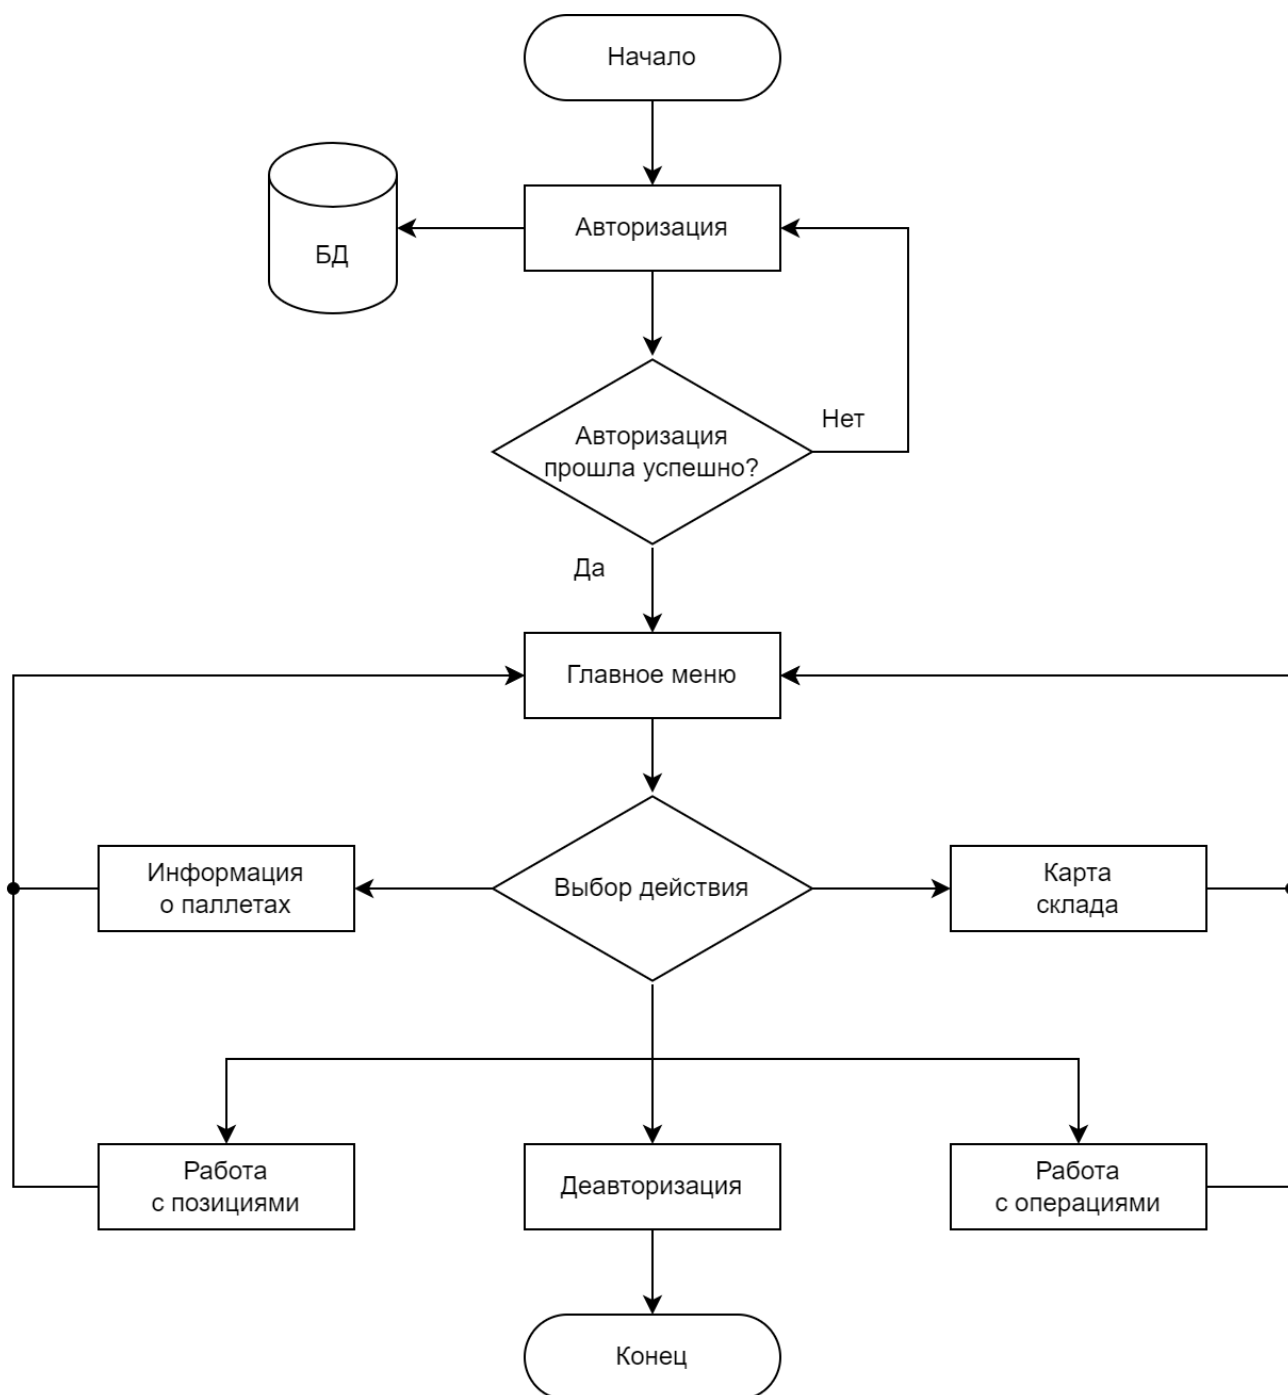 Начало
Авторизация
БД
Авторизация
прошла успешно?
Нет
Да
Главное меню
Информация
о паллетах
Выбор действия
Карта
склада
Работа
с позициями
Деавторизация
Работа
с операциями
Конец